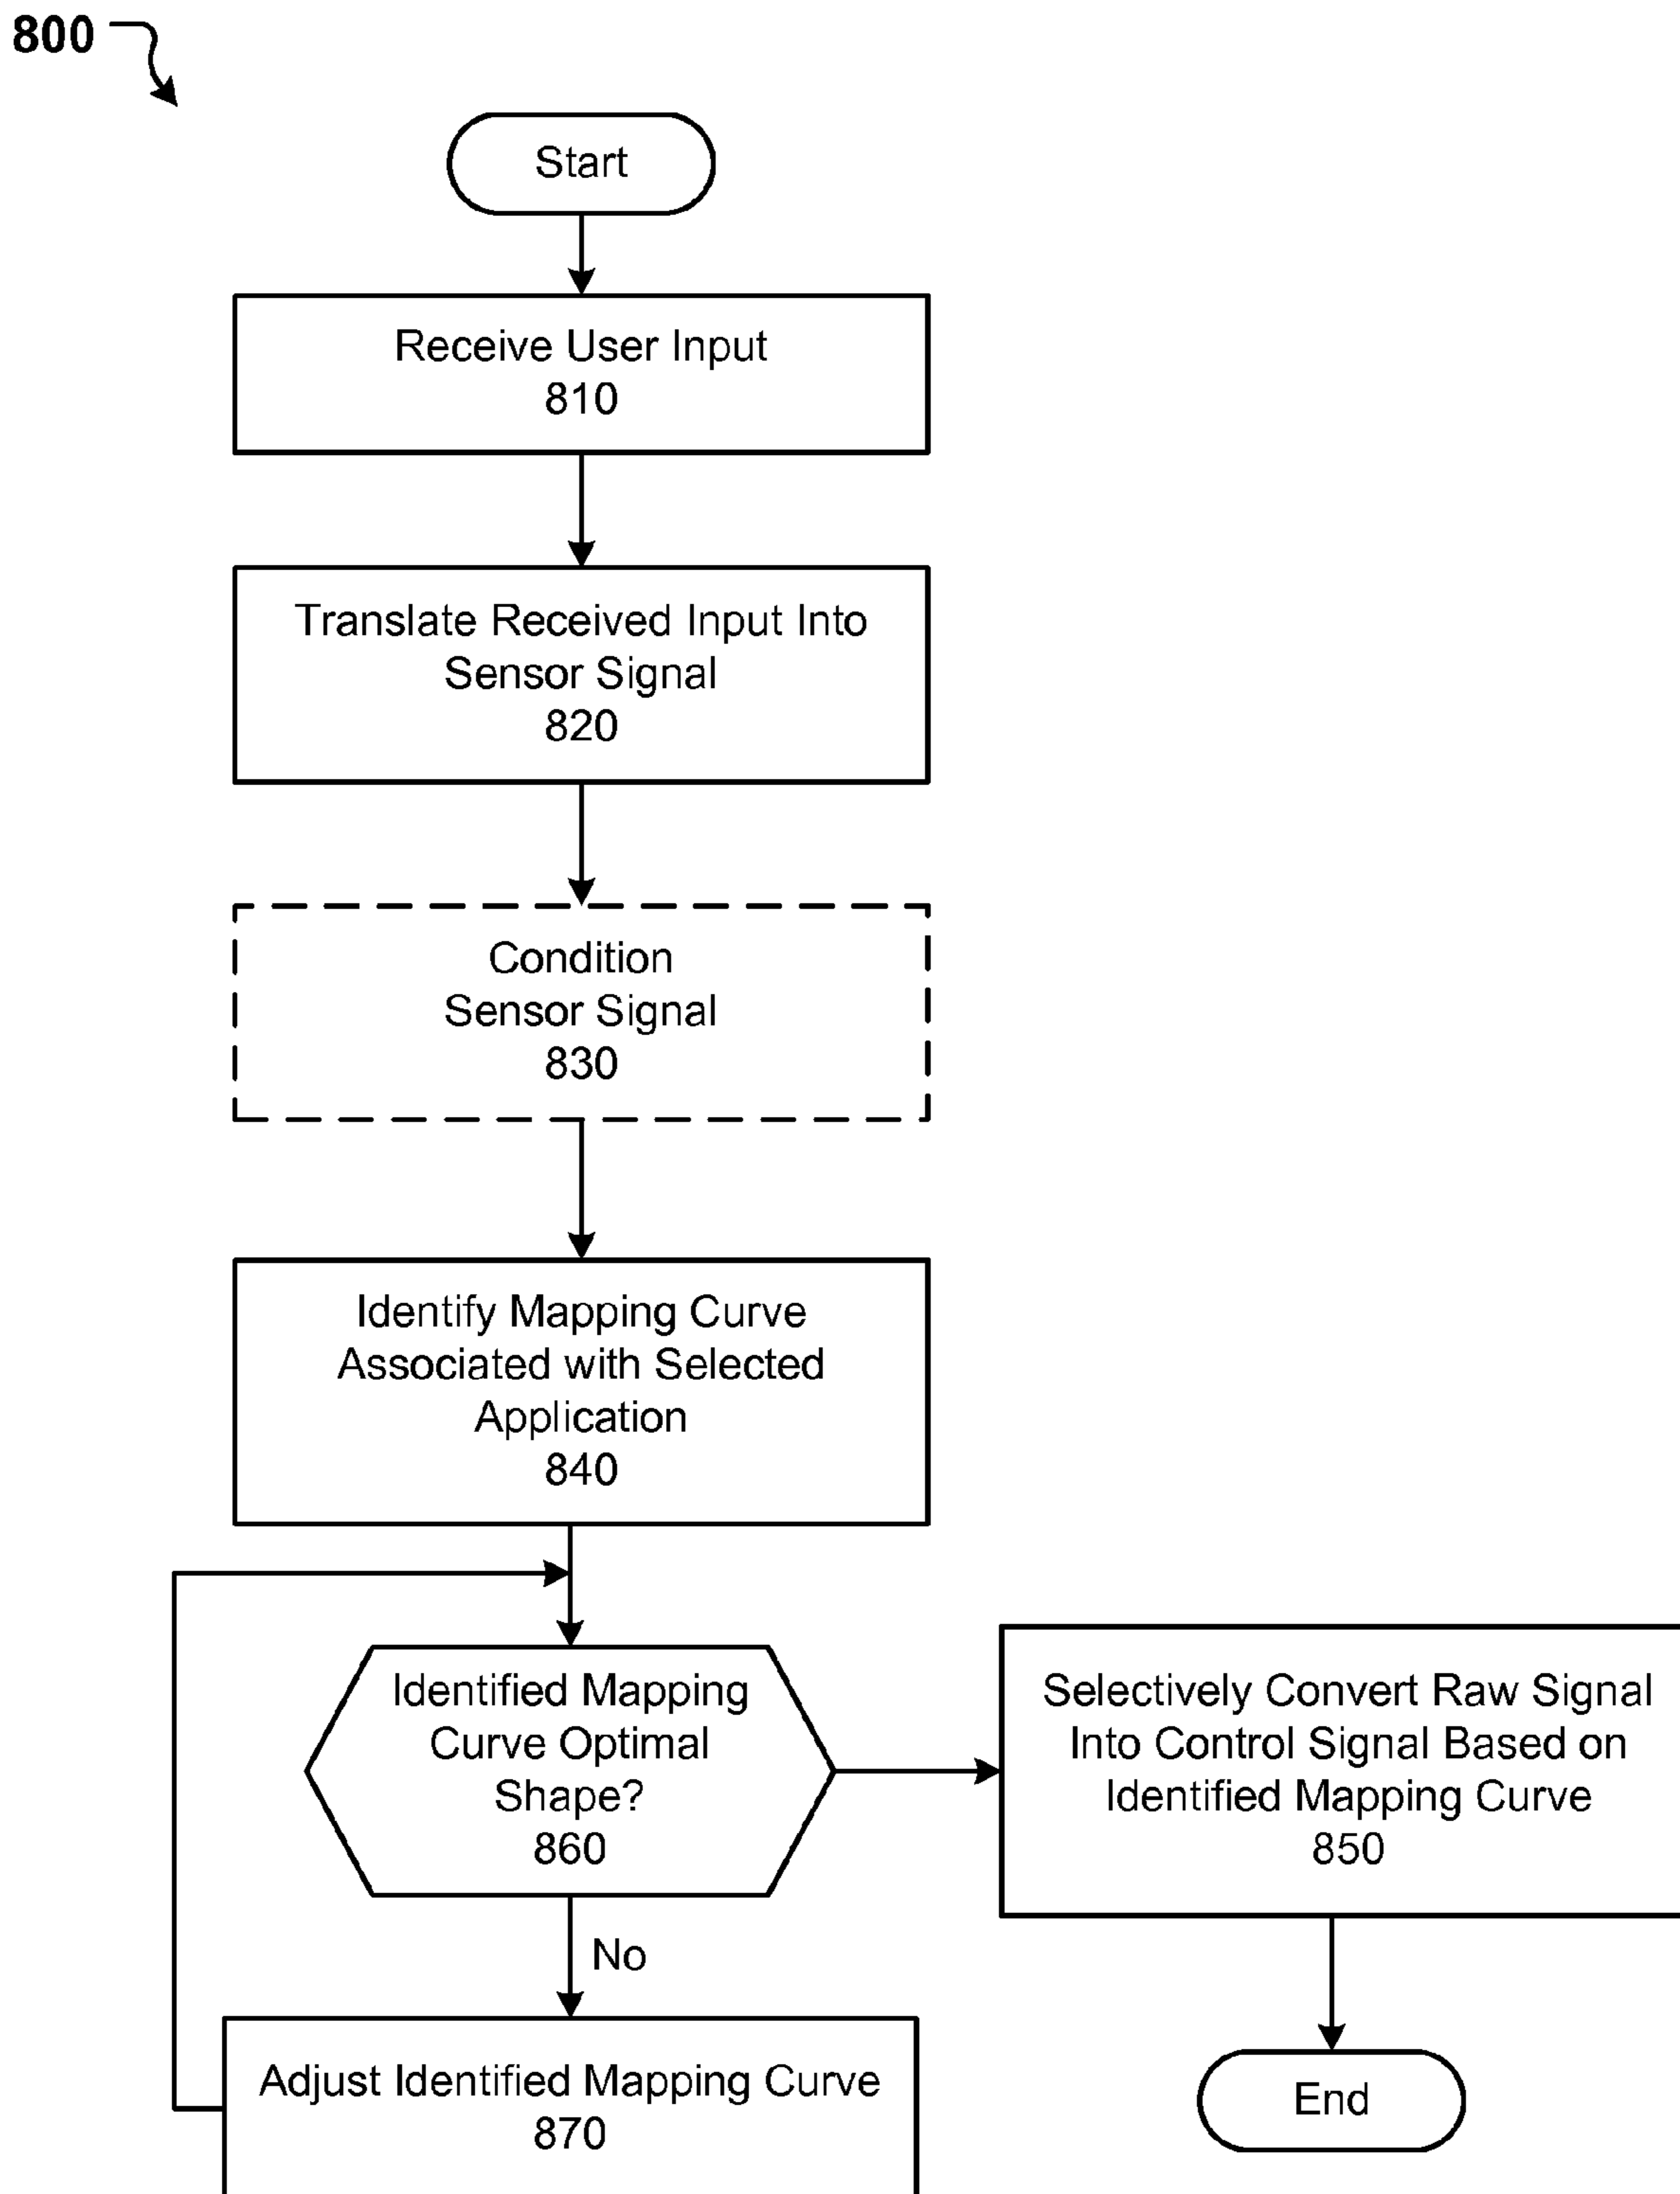 800
Start
Receive User Input
810
Translate Received Input Into
Sensor Signal
820
Condition
Sensor Signal
830
Identify Mapping Curve
Associated with Selected
Application
840
Identified Mapping
Curve Optimal
Shape?
860
Selectively Convert Raw Signal
Into Control Signal Based on
Identified Mapping Curve
850
No
Adjust Identified Mapping Curve
870
End